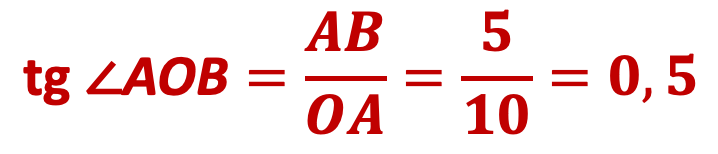 tg ∠AOB = AB/OA = 5/10 = 0,5